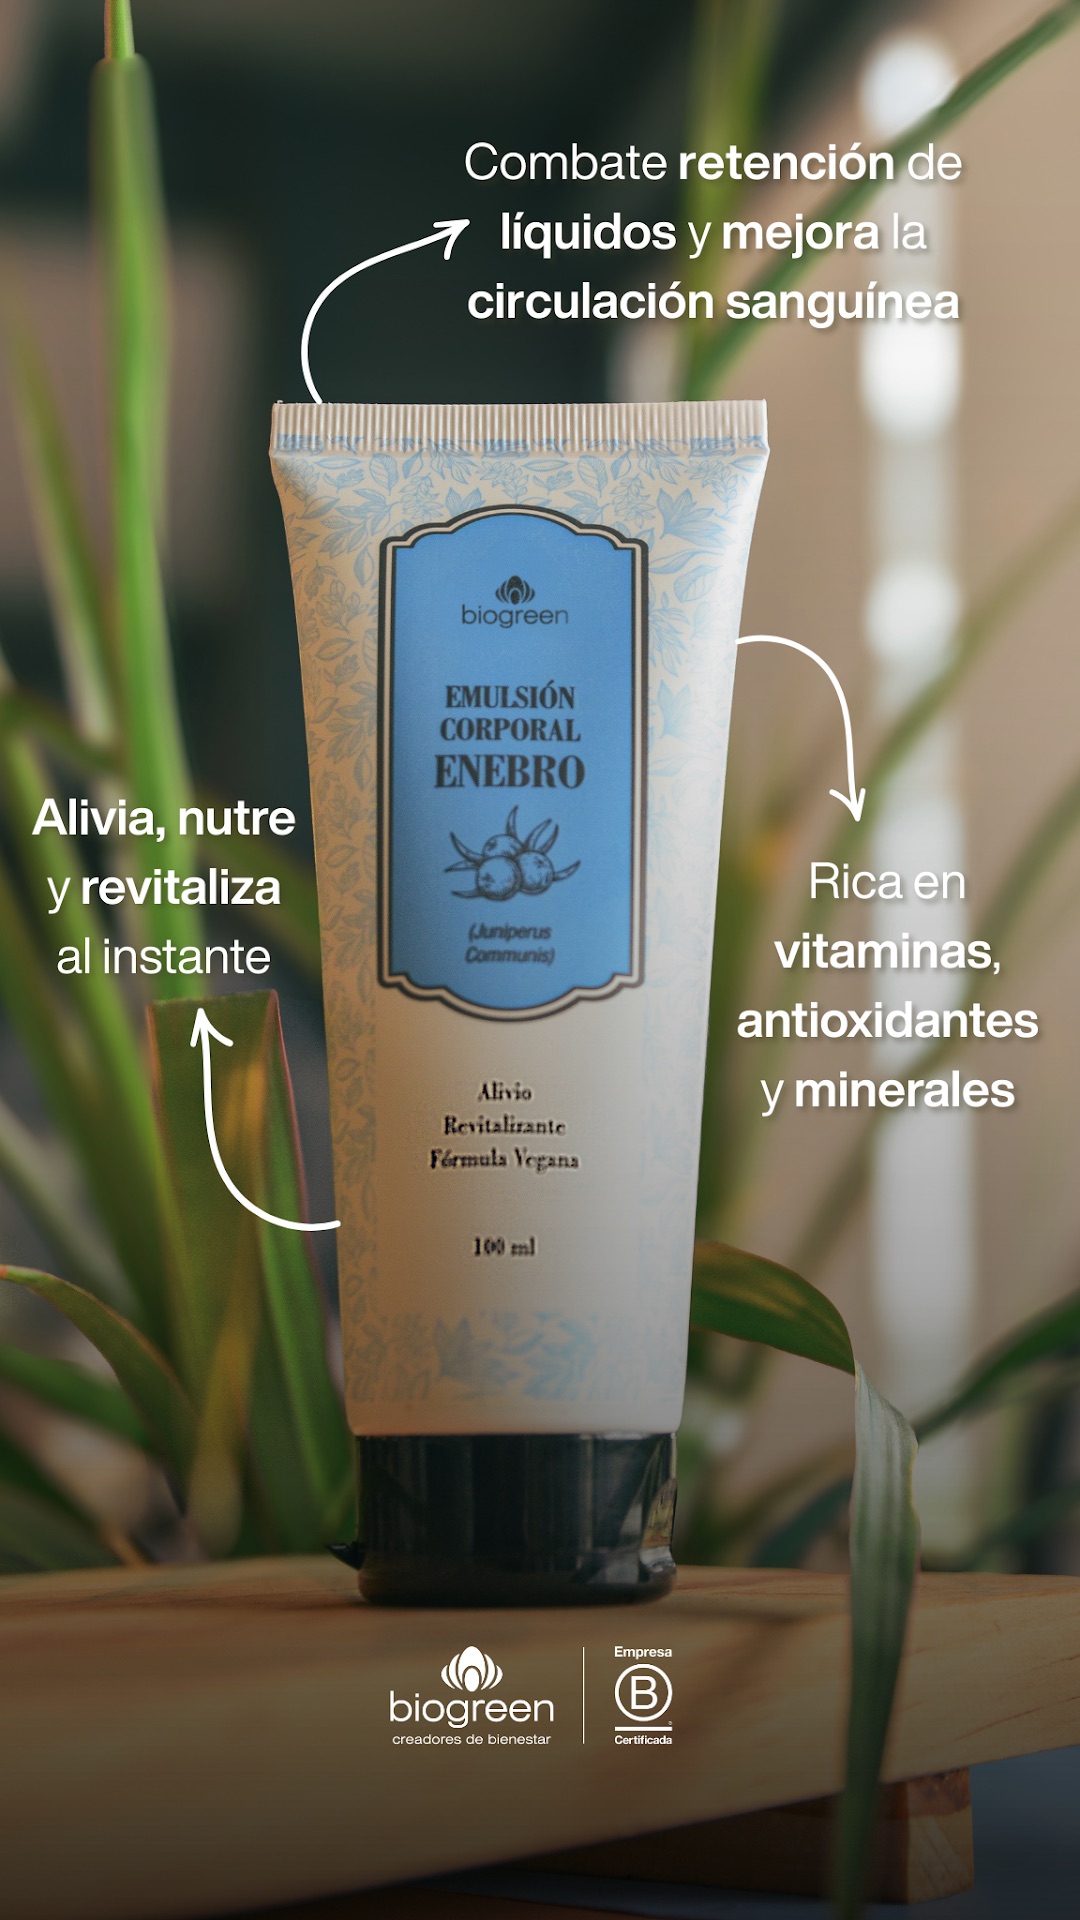 Combate retención de
líquidos y mejora la
circulación sanguínea
biogreen
EMULSIÓN
CORPORAL
ENEBRO
(Juniperus
Communis)
Alivia, nutre
y revitaliza
al instante
Rica en
vitaminas,
antioxidantes
y minerales
Alivio
Revitalizante
Fórmula Vegana
100 ml
biogreen
creadores de bienestar
Empresa
B
Certificada